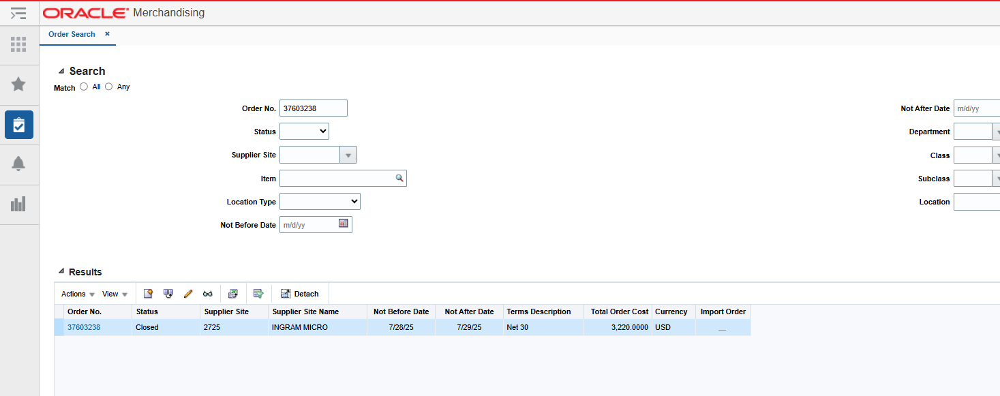 ORACLE Merchandising
Order Search ×
Search
Match All Any
Order No. 37603238
Not After Date m/d/yy
Status
Department
Supplier Site
Class
Item
Subclass
Location Type
Location
Not Before Date m/d/yy
Results
Actions View Detach
Order No. Status Supplier Site Supplier Site Name Not Before Date Not After Date Terms Description Total Order Cost Currency Import Order
37603238 Closed 2725 INGRAM MICRO 7/28/25 7/29/25 Net 30 3,220.0000 USD __